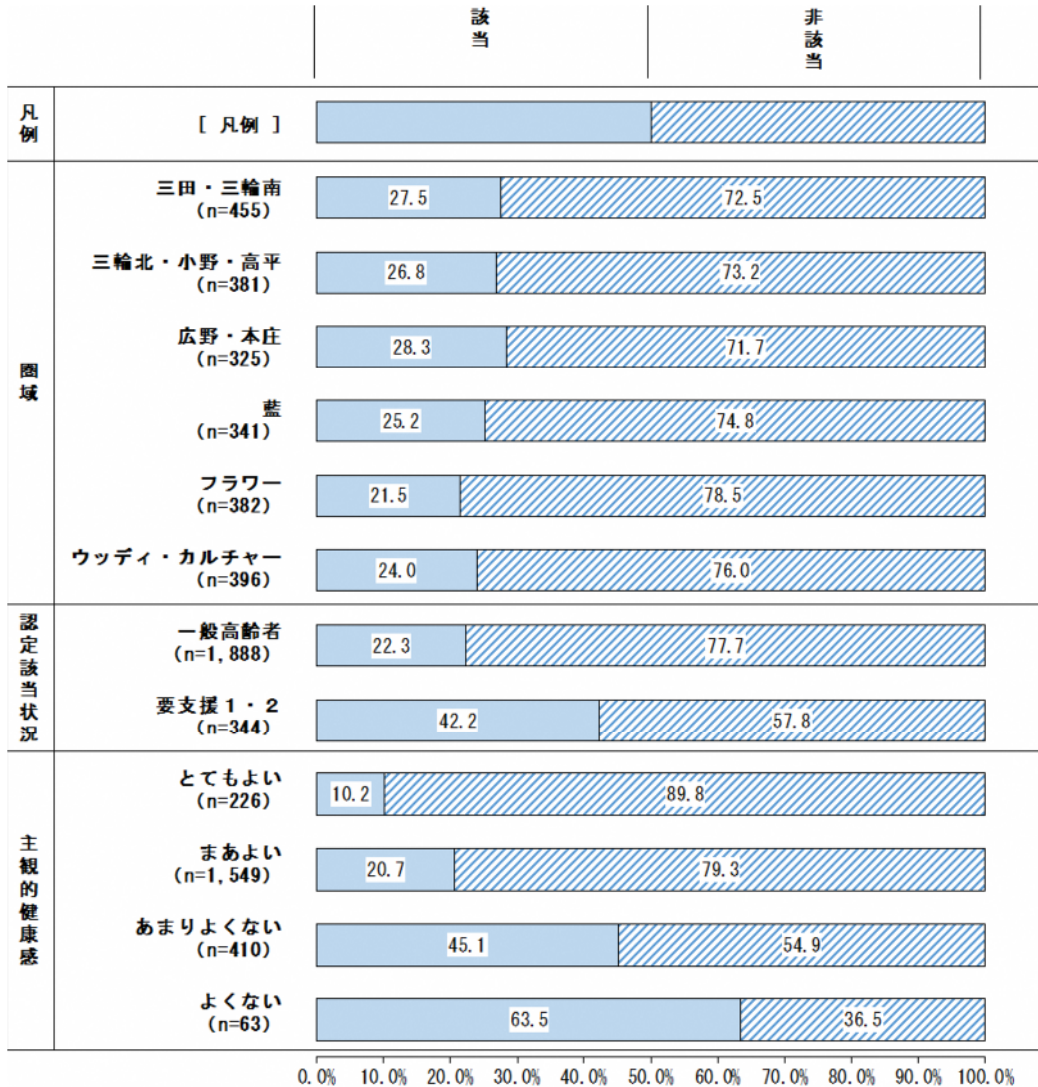 該当
非該当
凡例
[ 凡例 ]
圏域
三田・三輪南
(n=455)
27.5
72.5
三輪北・小野・高平
(n=381)
26.8
73.2
広野・本庄
(n=325)
28.3
71.7
藍
(n=341)
25.2
74.8
フラワー
(n=382)
21.5
78.5
ウッディ・カルチャー
(n=396)
24.0
76.0
認定該当状況
一般高齢者
(n=1,888)
22.3
77.7
要支援1・2
(n=344)
42.2
57.8
主観的健康感
とてもよい
(n=226)
10.2
89.8
まあよい
(n=1,549)
20.7
79.3
あまりよくない
(n=410)
45.1
54.9
よくない
(n=63)
63.5
36.5
0.0% 10.0% 20.0% 30.0% 40.0% 50.0% 60.0% 70.0% 80.0% 90.0% 100.0%